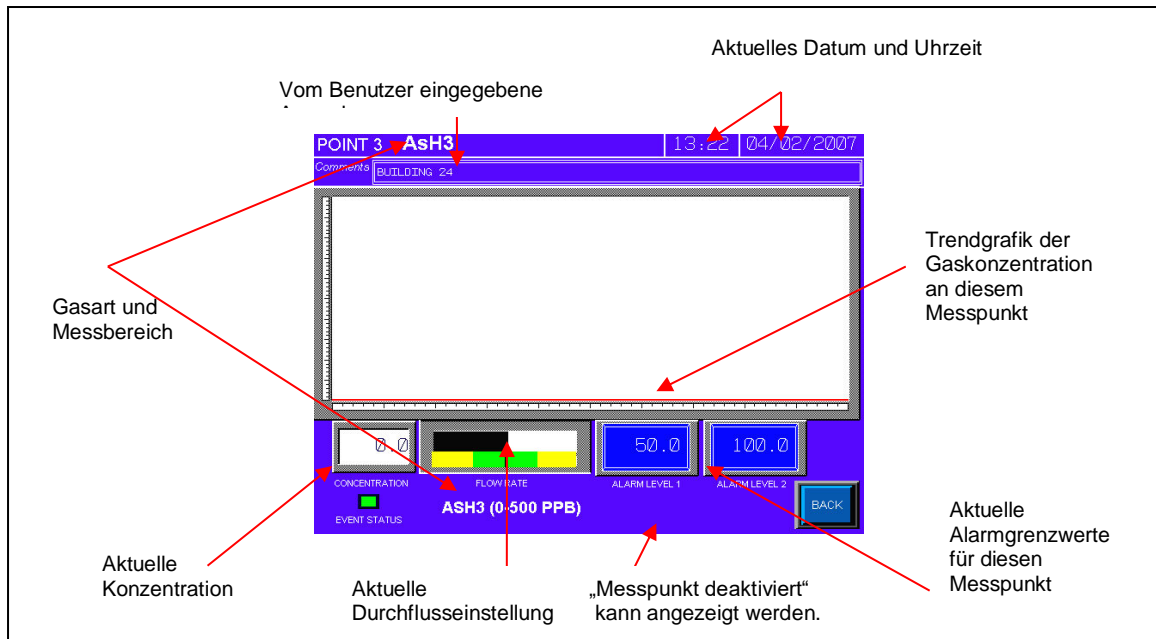 Aktuelles Datum und Uhrzeit
Vom Benutzer eingegebene
POINT 3 AsH3 13:22 04/02/2007
Comments BUILDING 24
Trendgrafik der
Gaskonzentration
an diesem
Messpunkt
Gasart und
Messbereich
0.0 50.0 100.0
CONCENTRATION FLOW RATE ALARM LEVEL 1 ALARM LEVEL 2
EVENT STATUS ASH3 (0-500 PPB) BACK
Aktuelle
Konzentration
Aktuelle
Durchflusseinstellung
„Messpunkt deaktiviert“
kann angezeigt werden.
Aktuelle
Alarmgrenzwerte
für diesen
Messpunkt